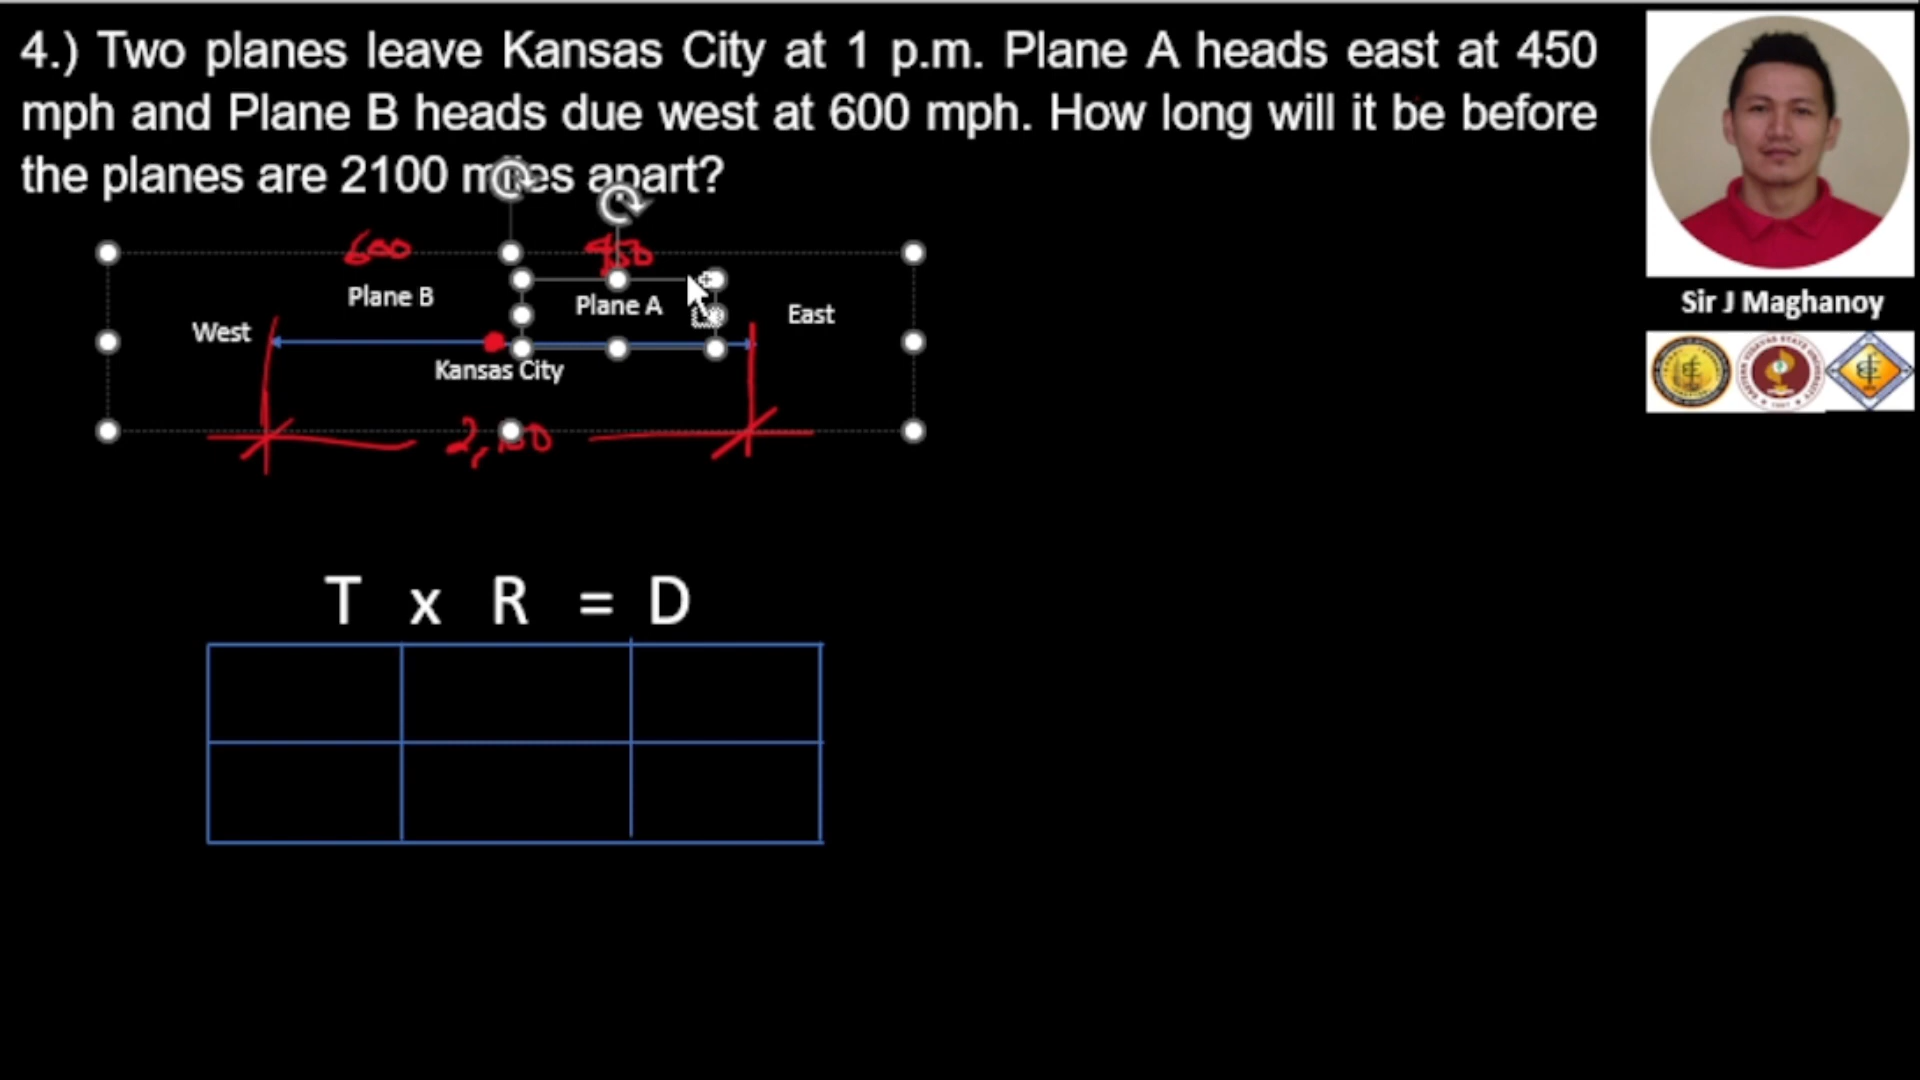 4.) Two planes leave Kansas City at 1 p.m. Plane A heads east at 450
mph and Plane B heads due west at 600 mph. How long will it be before
the planes are 2100 miles apart?
Sir J Maghanoy
600
450
Plane B
Plane A
West
East
Kansas City
2,100
T x R = D